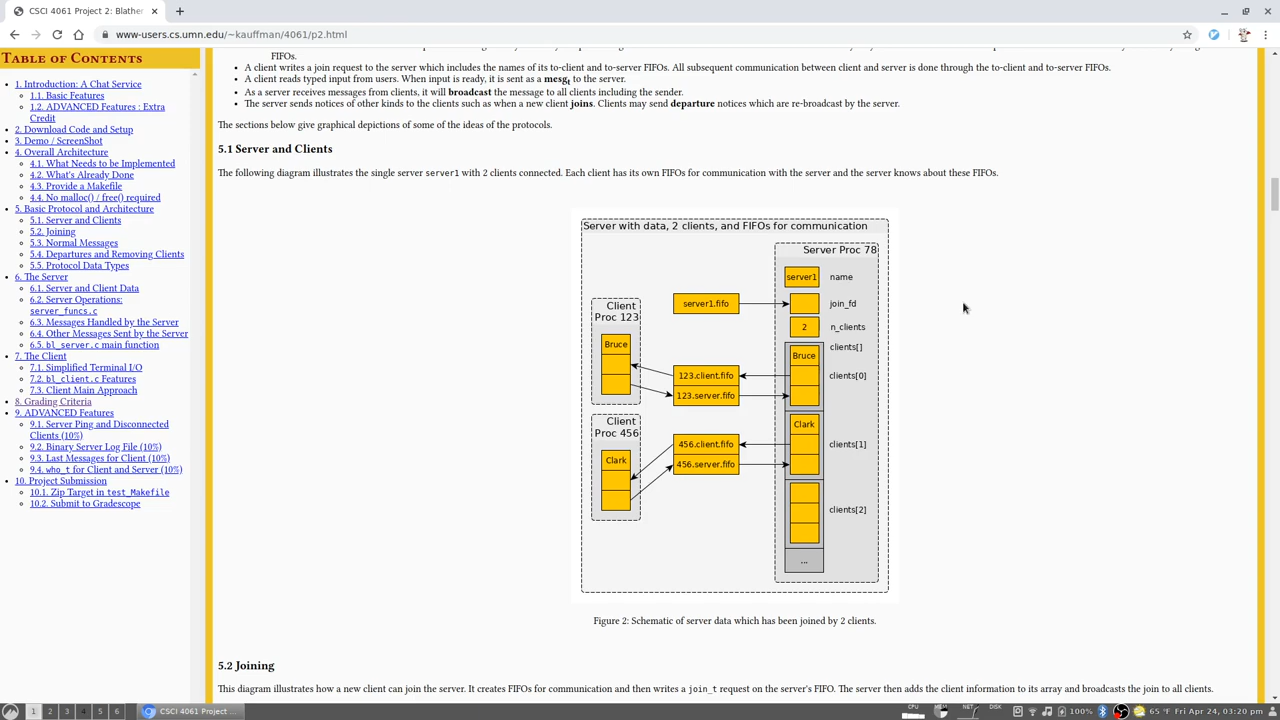 CSCI 4061 Project 2: Blather
www-users.cs.umn.edu/~kauffman/4061/p2.html
Table of Contents
1. Introduction: A Chat Service
1.1. Basic Features
1.2. ADVANCED Features : Extra
Credit
2. Download Code and Setup
3. Demo / ScreenShot
4. Overall Architecture
4.1. What Needs to be Implemented
4.2. What's Already Done
4.3. Provide a Makefile
4.4. No malloc() / free() required
5. Basic Protocol and Architecture
5.1. Server and Clients
5.2. Joining
5.3. Normal Messages
5.4. Departures and Removing Clients
5.5. Protocol Data Types
6. The Server
6.1. Server and Client Data
6.2. Server Operations:
server_funcs.c
6.3. Messages Handled by the Server
6.4. Other Messages Sent by the Server
6.5. bl_server.c main function
7. The Client
7.1. Simplified Terminal I/O
7.2. bl_client.c Features
7.3. Client Main Approach
8. Grading Criteria
9. ADVANCED Features
9.1. Server Ping and Disconnected
Clients (10%)
9.2. Binary Server Log File (10%)
9.3. Last Messages for Client (10%)
9.4. who_t for Client and Server (10%)
10. Project Submission
10.1. Zip Target in test_Makefile
10.2. Submit to Gradescope
FIFOs.
• A client writes a join request to the server which includes the names of its to-client and to-server FIFOs. All subsequent communication between client and server is done through the to-client and to-server FIFOs.
• A client reads typed input from users. When input is ready, it is sent as a mesgt to the server.
• As a server receives messages from clients, it will broadcast the message to all clients including the sender.
• The server sends notices of other kinds to the clients such as when a new client joins. Clients may send departure notices which are re-broadcast by the server.
The sections below give graphical depictions of some of the ideas of the protocols.
5.1 Server and Clients
The following diagram illustrates the single server server1 with 2 clients connected. Each client has its own FIFOs for communication with the server and the server knows about these FIFOs.
Server with data, 2 clients, and FIFOs for communication
Server Proc 78
server1 name
server1.fifo join_fd
2 n_clients
clients[]
Client
Proc 123
Bruce
123.client.fifo
123.server.fifo
Bruce
clients[0]
Client
Proc 456
Clark
456.client.fifo
456.server.fifo
Clark
clients[1]
clients[2]
...
Figure 2: Schematic of server data which has been joined by 2 clients.
5.2 Joining
This diagram illustrates how a new client can join the server. It creates FIFOs for communication and then writes a join_t request on the server's FIFO. The server then adds the client information to its array and broadcasts the join to all clients.
1 2 3 4 5 6
CSCI 4061 Project ...
CPU MEM NET DISK
100% 65 °F Fri Apr 24, 03:20 pm